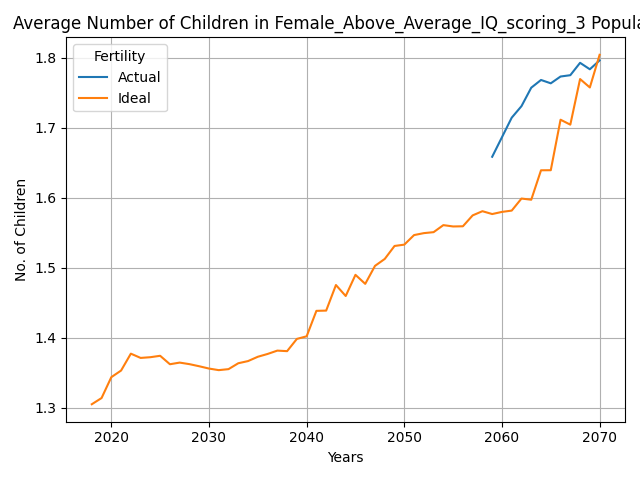 Average Number of Children in Female_Above_Average_IQ_scoring_3 Popula
Fertility
Actual
Ideal
1.8
1.7
1.6
1.5
1.4
1.3
No. of Children
2020 2030 2040 2050 2060 2070
Years